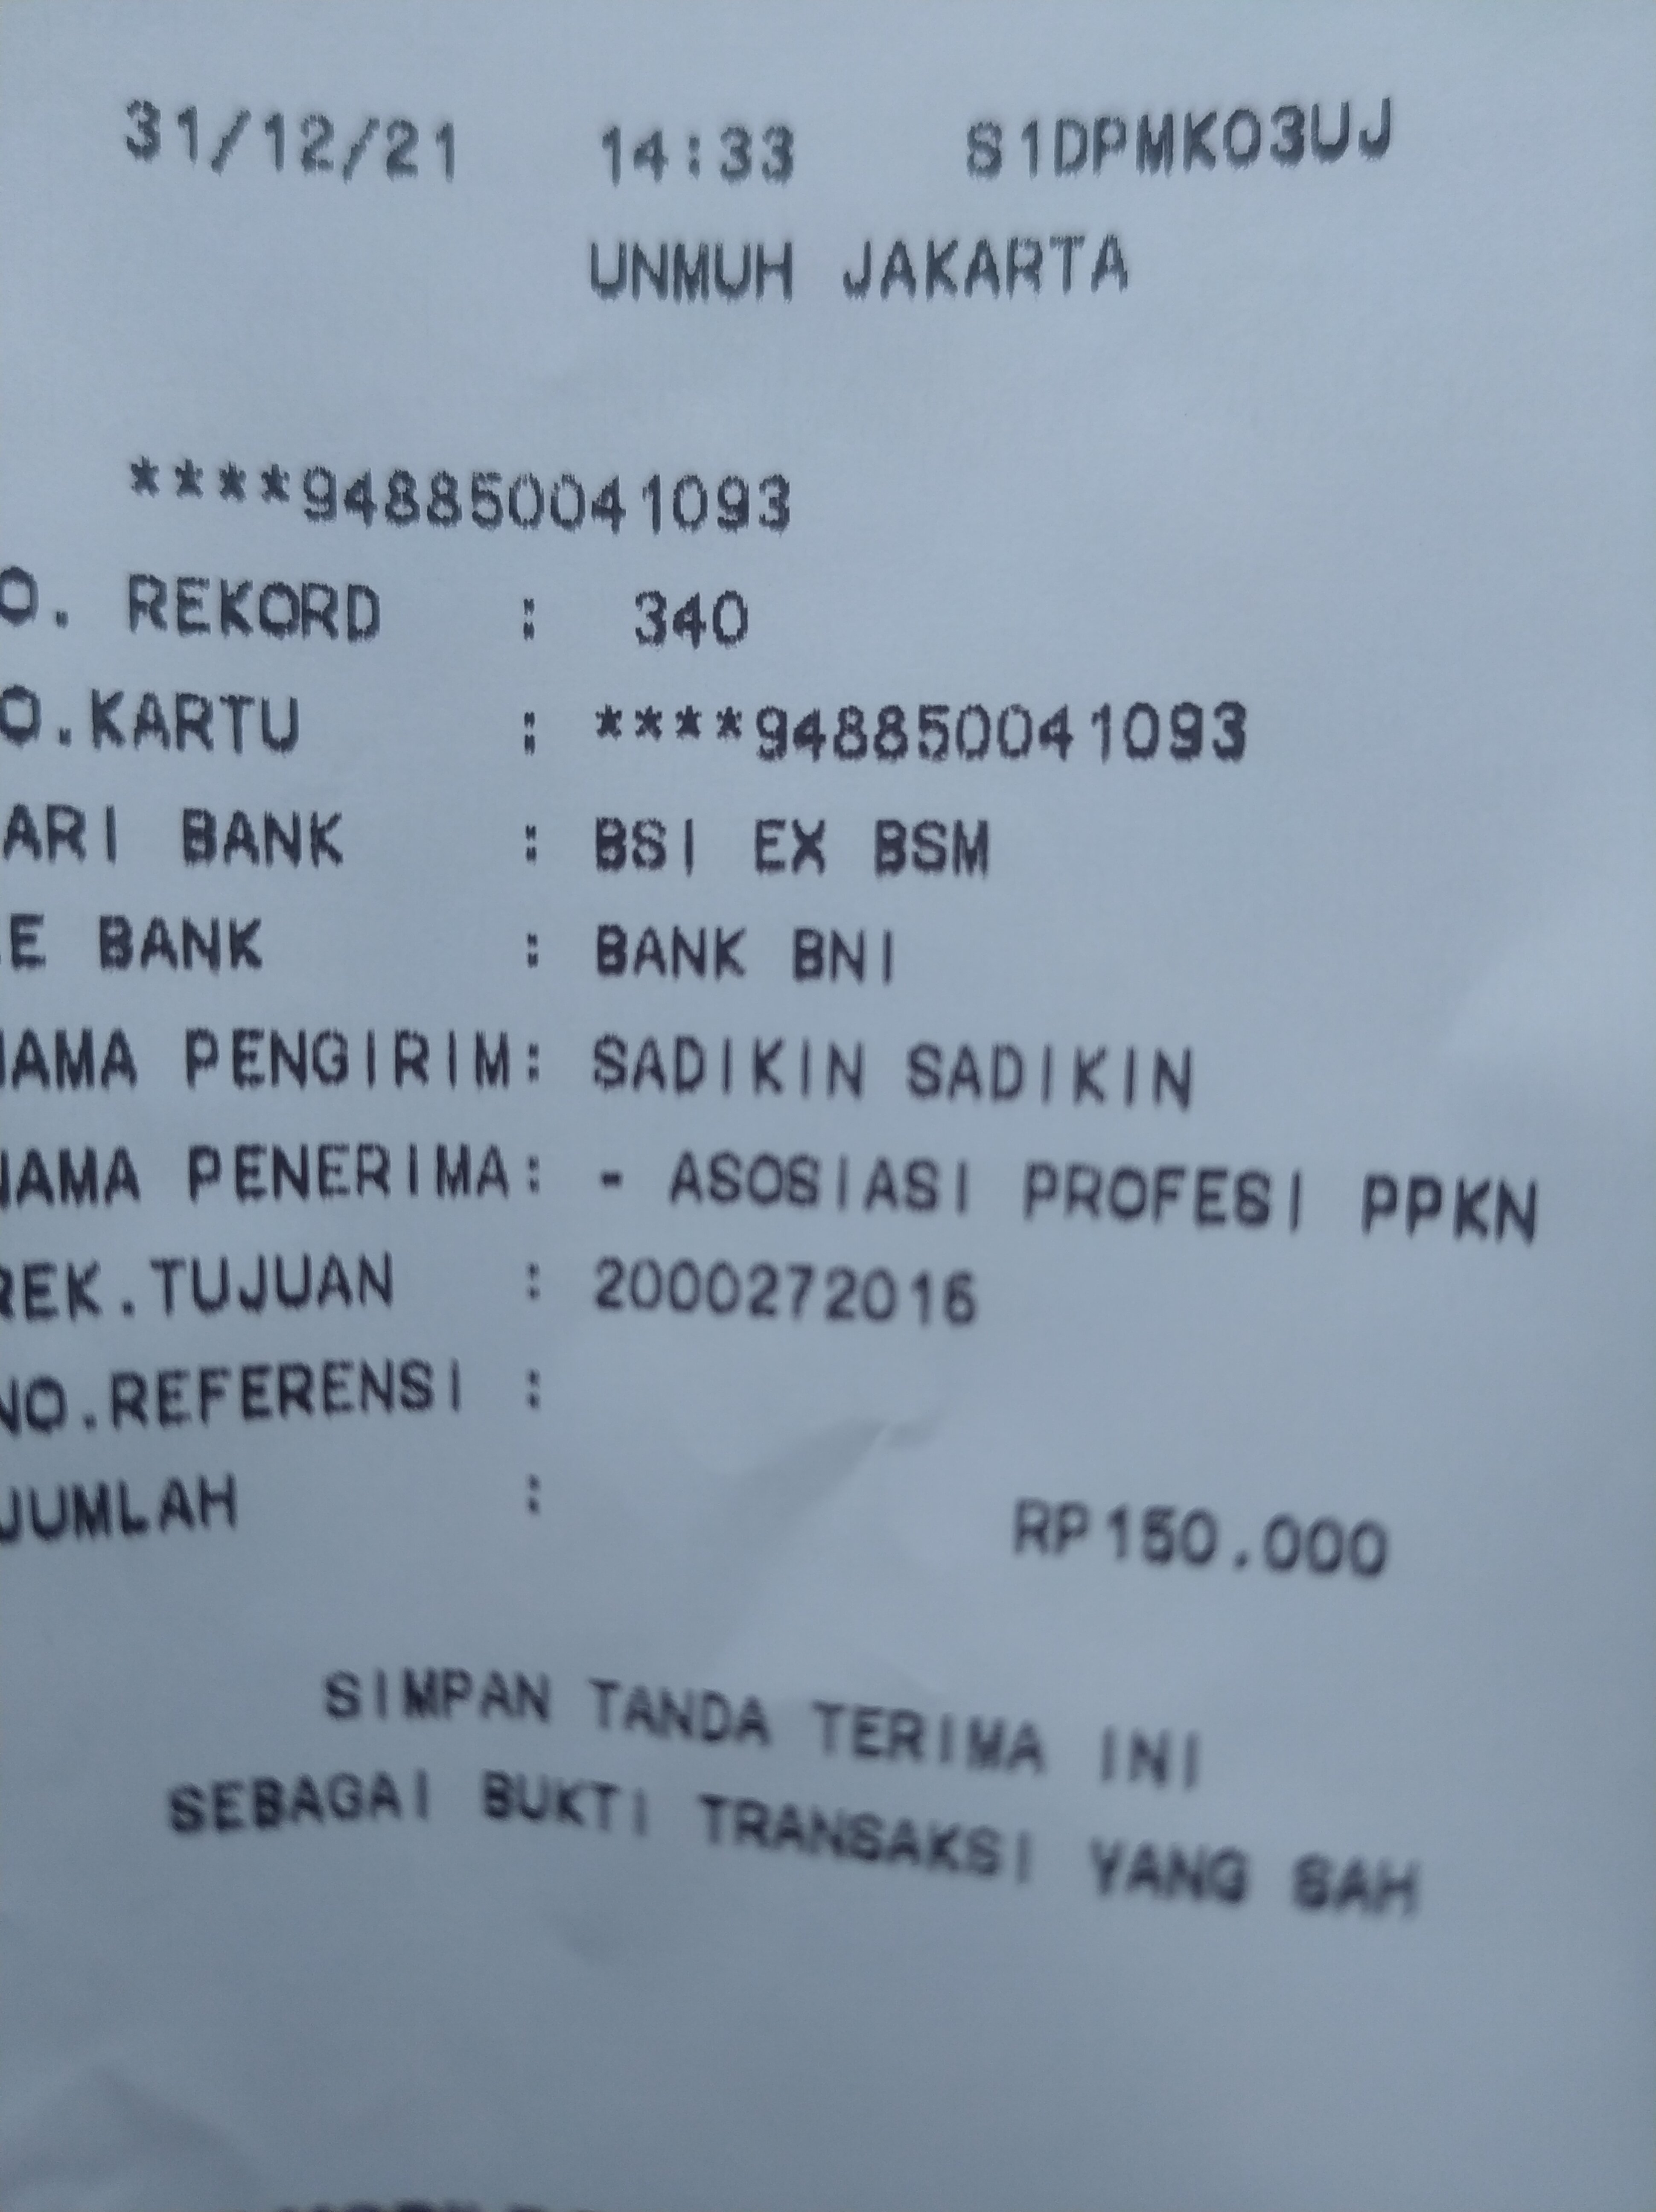 31/12/21 14:33 S1DPMK03UJ
UNMUH JAKARTA
****948850041093
O. REKORD : 340
O.KARTU : ****948850041093
ARI BANK : BSI EX BSM
E BANK : BANK BNI
NAMA PENGIRIM: SADIKIN SADIKIN
NAMA PENERIMA: - ASOSIASI PROFESI PPKN
REK.TUJUAN : 2000272016
NO.REFERENSI :
JUMLAH : RP150.000
SIMPAN TANDA TERIMA INI
SEBAGAI BUKTI TRANSAKSI YANG SAH